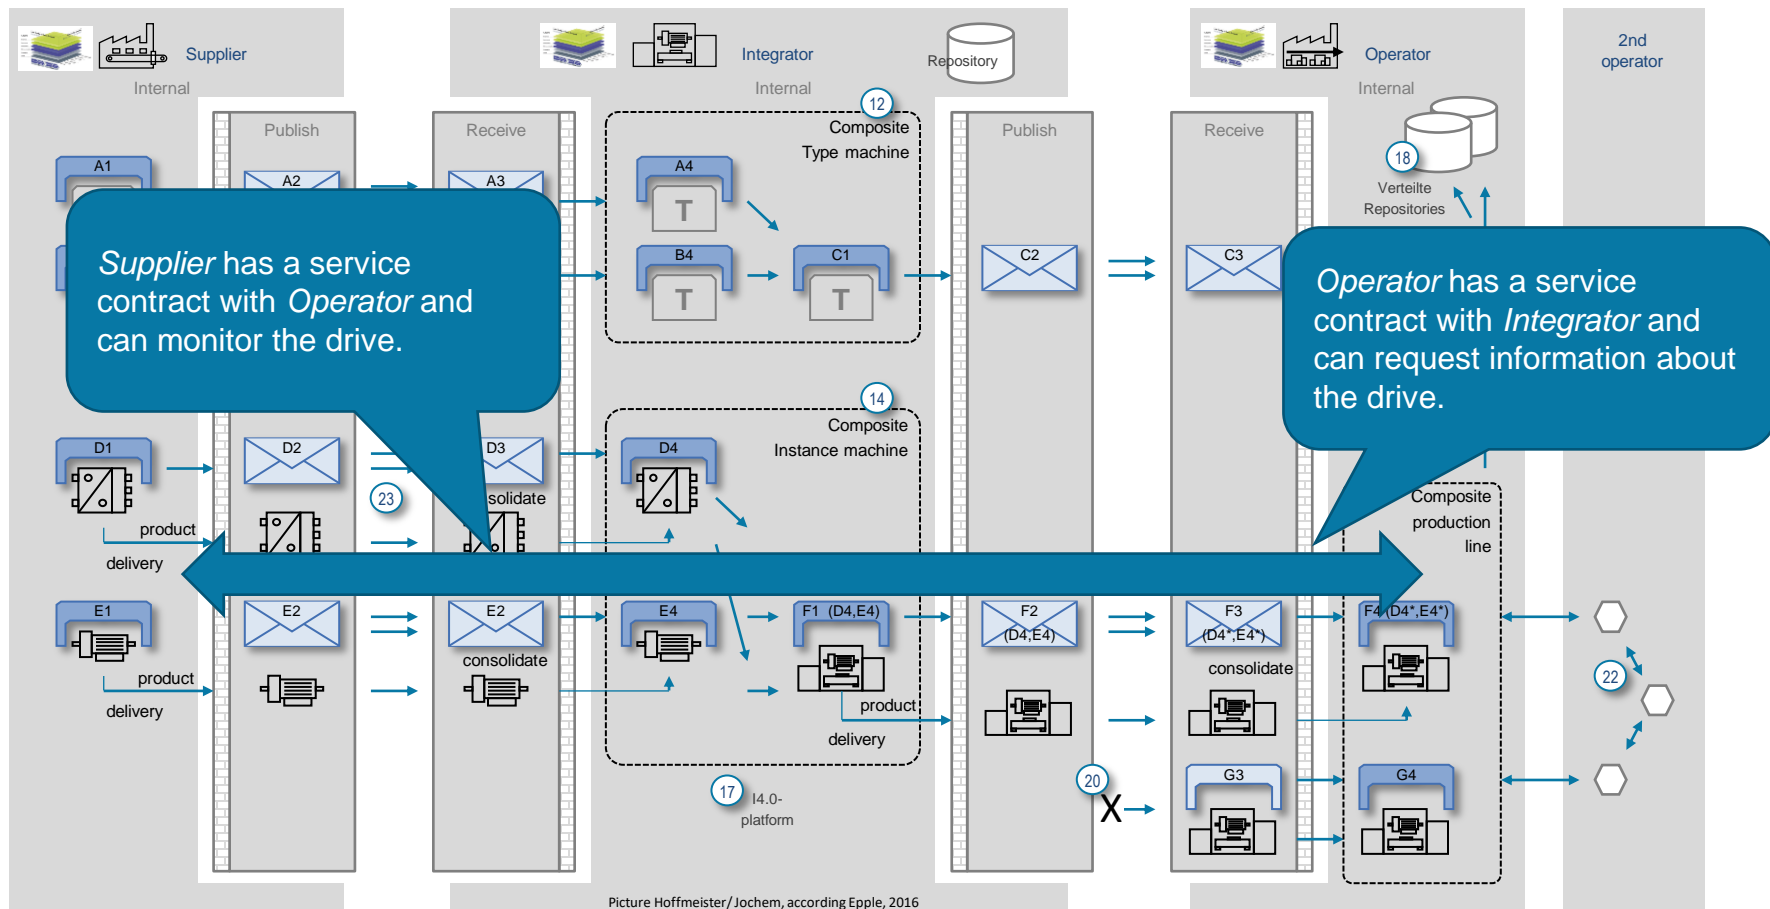 Supplier
Internal
Integrator
Internal
Repository
Operator
Internal
2nd
operator
Publish
Receive
12
Composite
Type machine
Publish
Receive
18
Verteilte
Repositories
A1
A2
A3
A4
T
B4
T
C1
T
C2
C3
Supplier has a service
contract with Operator and
can monitor the drive.
Operator has a service
contract with Integrator and
can request information about
the drive.
14
Composite
Instance machine
D1
D2
D3
D4
23
solidate
product
delivery
Composite
production
line
E1
E2
E2
E4
F1 (D4,E4)
F2
(D4,E4)
F3
(D4*,E4*)
F4 (D4*,E4*)
consolidate
consolidate
product
delivery
product
delivery
22
17
I4.0-
platform
20
X
G3
G4
Picture Hoffmeister/Jochem, according Epple, 2016